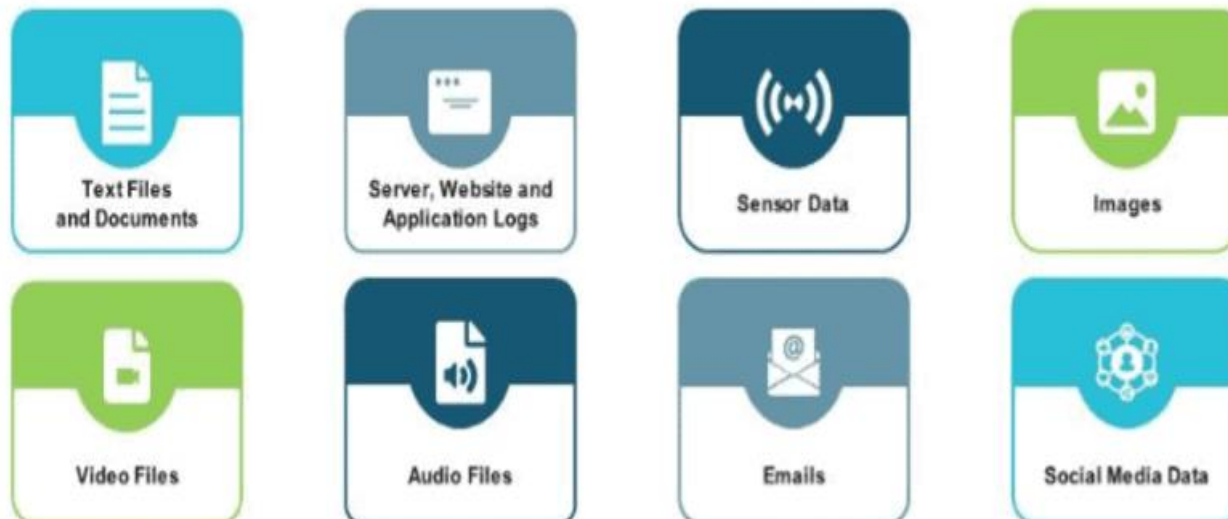 Text Files
and Documents
Server, Website and
Application Logs
Sensor Data
Images
Video Files
Audio Files
@
Emails
Social Media Data